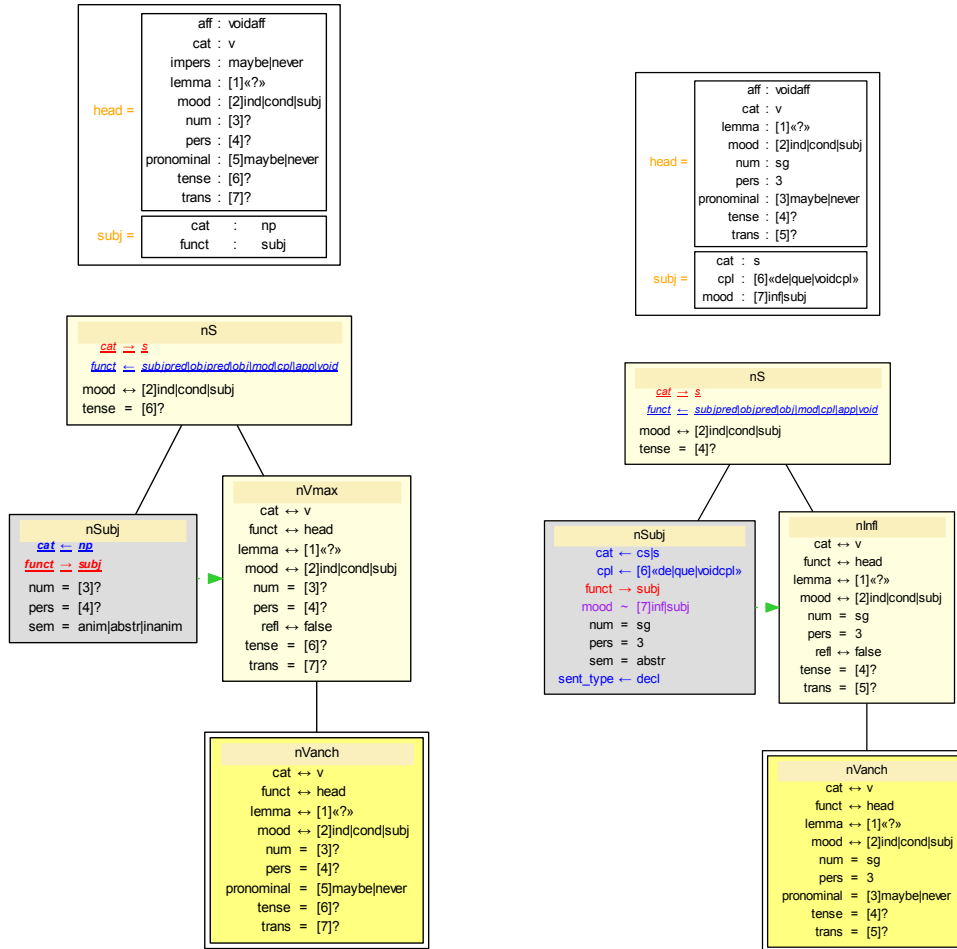 aff : voidaff
cat : v
impers : maybe|never
lemma : [1]«?»
mood : [2]ind|cond|subj
head =
num : [3]?
pers : [4]?
pronominal : [5]maybe|never
tense : [6]?
trans : [7]?
subj =
cat : np
funct : subj
nS
cat → s
funct ← subjpred|objpred|obj|mod|cpl|app|void
mood ↔ [2]ind|cond|subj
tense = [6]?
nSubj
cat ← np
funct → subj
num = [3]?
pers = [4]?
sem = anim|abstr|inanim
nVmax
cat ↔ v
funct ↔ head
lemma ↔ [1]«?»
mood ↔ [2]ind|cond|subj
num = [3]?
pers = [4]?
refl ↔ false
tense = [6]?
trans = [7]?
nVanch
cat ↔ v
funct ↔ head
lemma ↔ [1]«?»
mood ↔ [2]ind|cond|subj
num = [3]?
pers = [4]?
pronominal = [5]maybe|never
tense = [6]?
trans = [7]?
aff : voidaff
cat : v
lemma : [1]«?»
mood : [2]ind|cond|subj
head =
num : sg
pers : 3
pronominal : [3]maybe|never
tense : [4]?
trans : [5]?
cat : s
subj =
cpl : [6]«de|que|voidcpl»
mood : [7]inf|subj
nS
cat → s
funct ← subjpred|objpred|obj|mod|cpl|app|void
mood ↔ [2]ind|cond|subj
tense = [4]?
nSubj
cat ← cs|s
cpl ← [6]«de|que|voidcpl»
funct → subj
mood ~ [7]inf|subj
num = sg
pers = 3
sem = abstr
sent_type ← decl
nInfl
cat ↔ v
funct ↔ head
lemma ↔ [1]«?»
mood ↔ [2]ind|cond|subj
num = sg
pers = 3
refl ↔ false
tense = [4]?
trans = [5]?
nVanch
cat ↔ v
funct ↔ head
lemma ↔ [1]«?»
mood ↔ [2]ind|cond|subj
num = sg
pers = 3
pronominal = [3]maybe|never
tense = [4]?
trans = [5]?